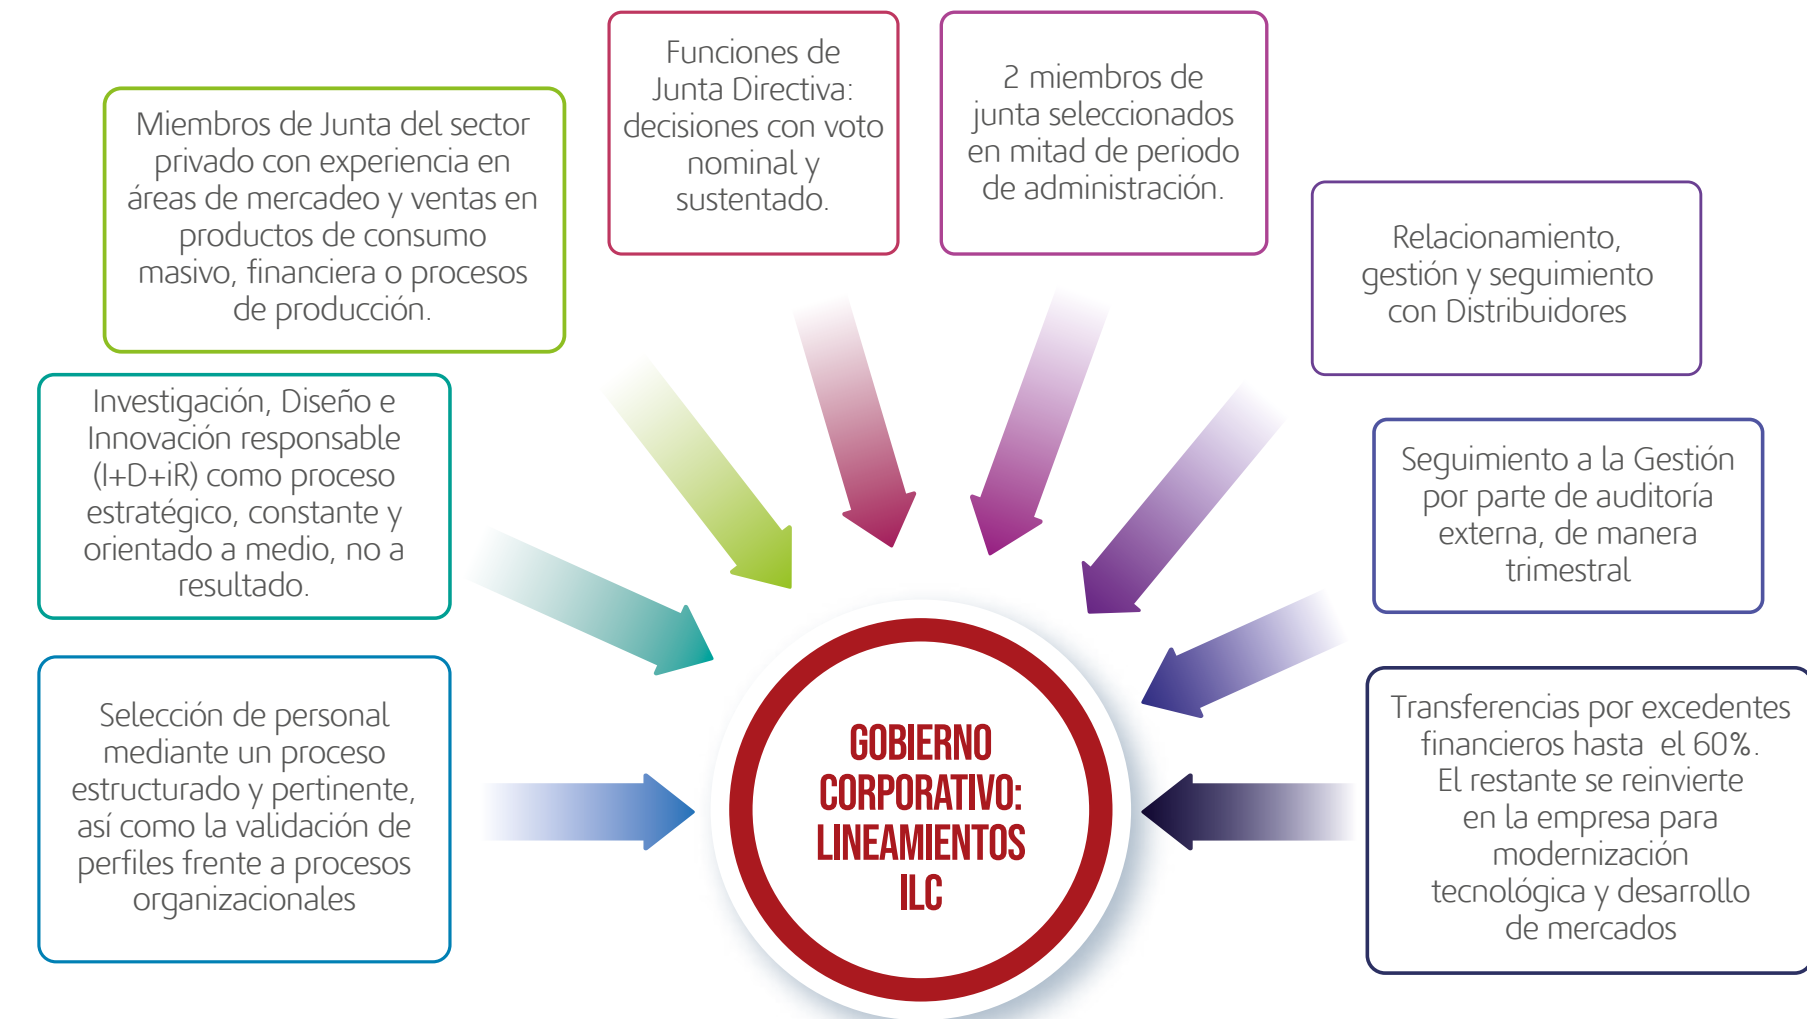 Funciones de
Junta Directiva:
decisiones con voto
nominal y
sustentado.
2 miembros de
junta seleccionados
en mitad de periodo
de administración.
Miembros de Junta del sector
privado con experiencia en
áreas de mercadeo y ventas en
productos de consumo
masivo, financiera o procesos
de producción.
Relacionamiento,
gestión y seguimiento
con Distribuidores
Investigación, Diseño e
Innovación responsable
(I+D+iR) como proceso
estratégico, constante y
orientado a medio, no a
resultado.
Seguimiento a la Gestión
por parte de auditoría
externa, de manera
trimestral
Selección de personal
mediante un proceso
estructurado y pertinente,
así como la validación de
perfiles frente a procesos
organizacionales
GOBIERNO
CORPORATIVO:
LINEAMIENTOS
ILC
Transferencias por excedentes
financieros hasta el 60%.
El restante se reinvierte
en la empresa para
modernización
tecnológica y desarrollo
de mercados